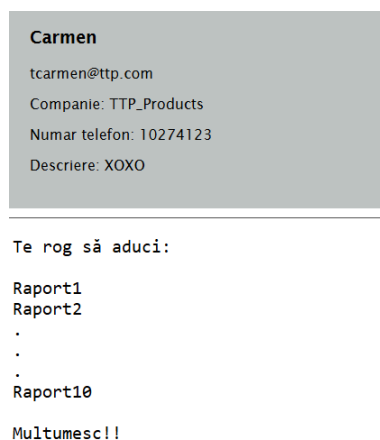 Carmen
tcarmen@ttp.com
Companie: TTP_Products
Numar telefon: 10274123
Descriere: XOXO
Te rog să aduci:
Raport1
Raport2
.
.
.
Raport10
Multumesc!!